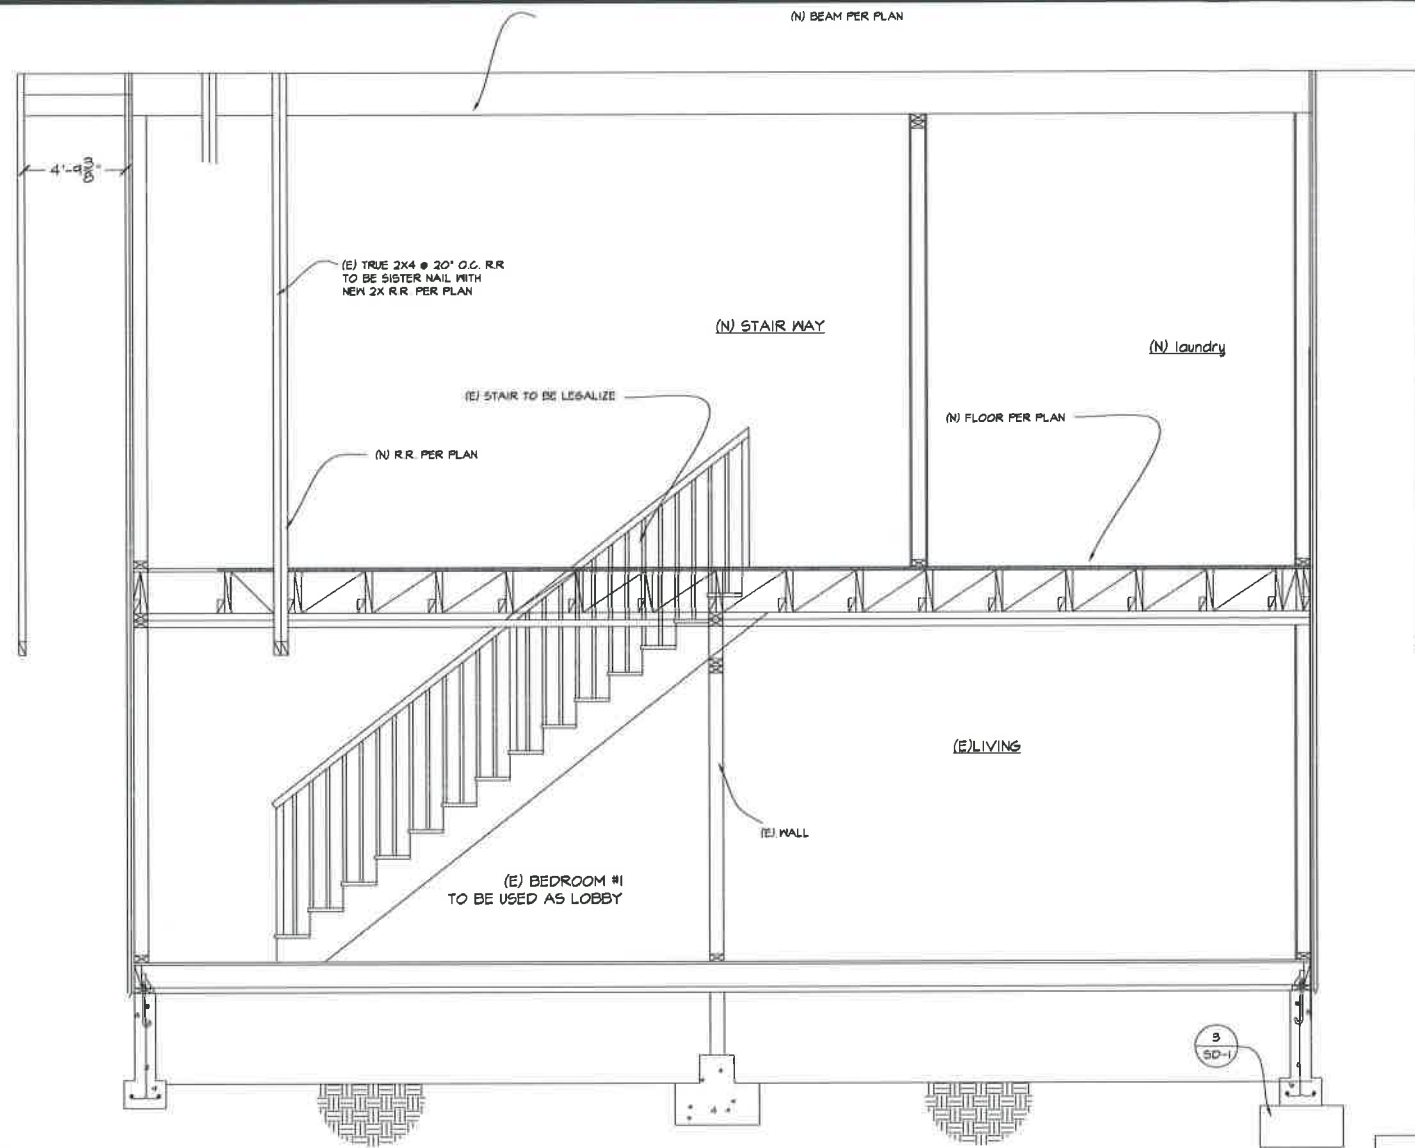 (N) BEAM PER PLAN
4'-9 3/8"
(E) TRUE 2X4 @ 20" O.C. R.R
TO BE SISTER NAIL WITH
NEW 2X R.R. PER PLAN
(N) STAIR WAY
(N) laundry
(E) STAIR TO BE LEGALIZE
(N) FLOOR PER PLAN
(N) R.R. PER PLAN
(E)LIVING
(E) WALL
(E) BEDROOM #1
TO BE USED AS LOBBY
3
SD-1